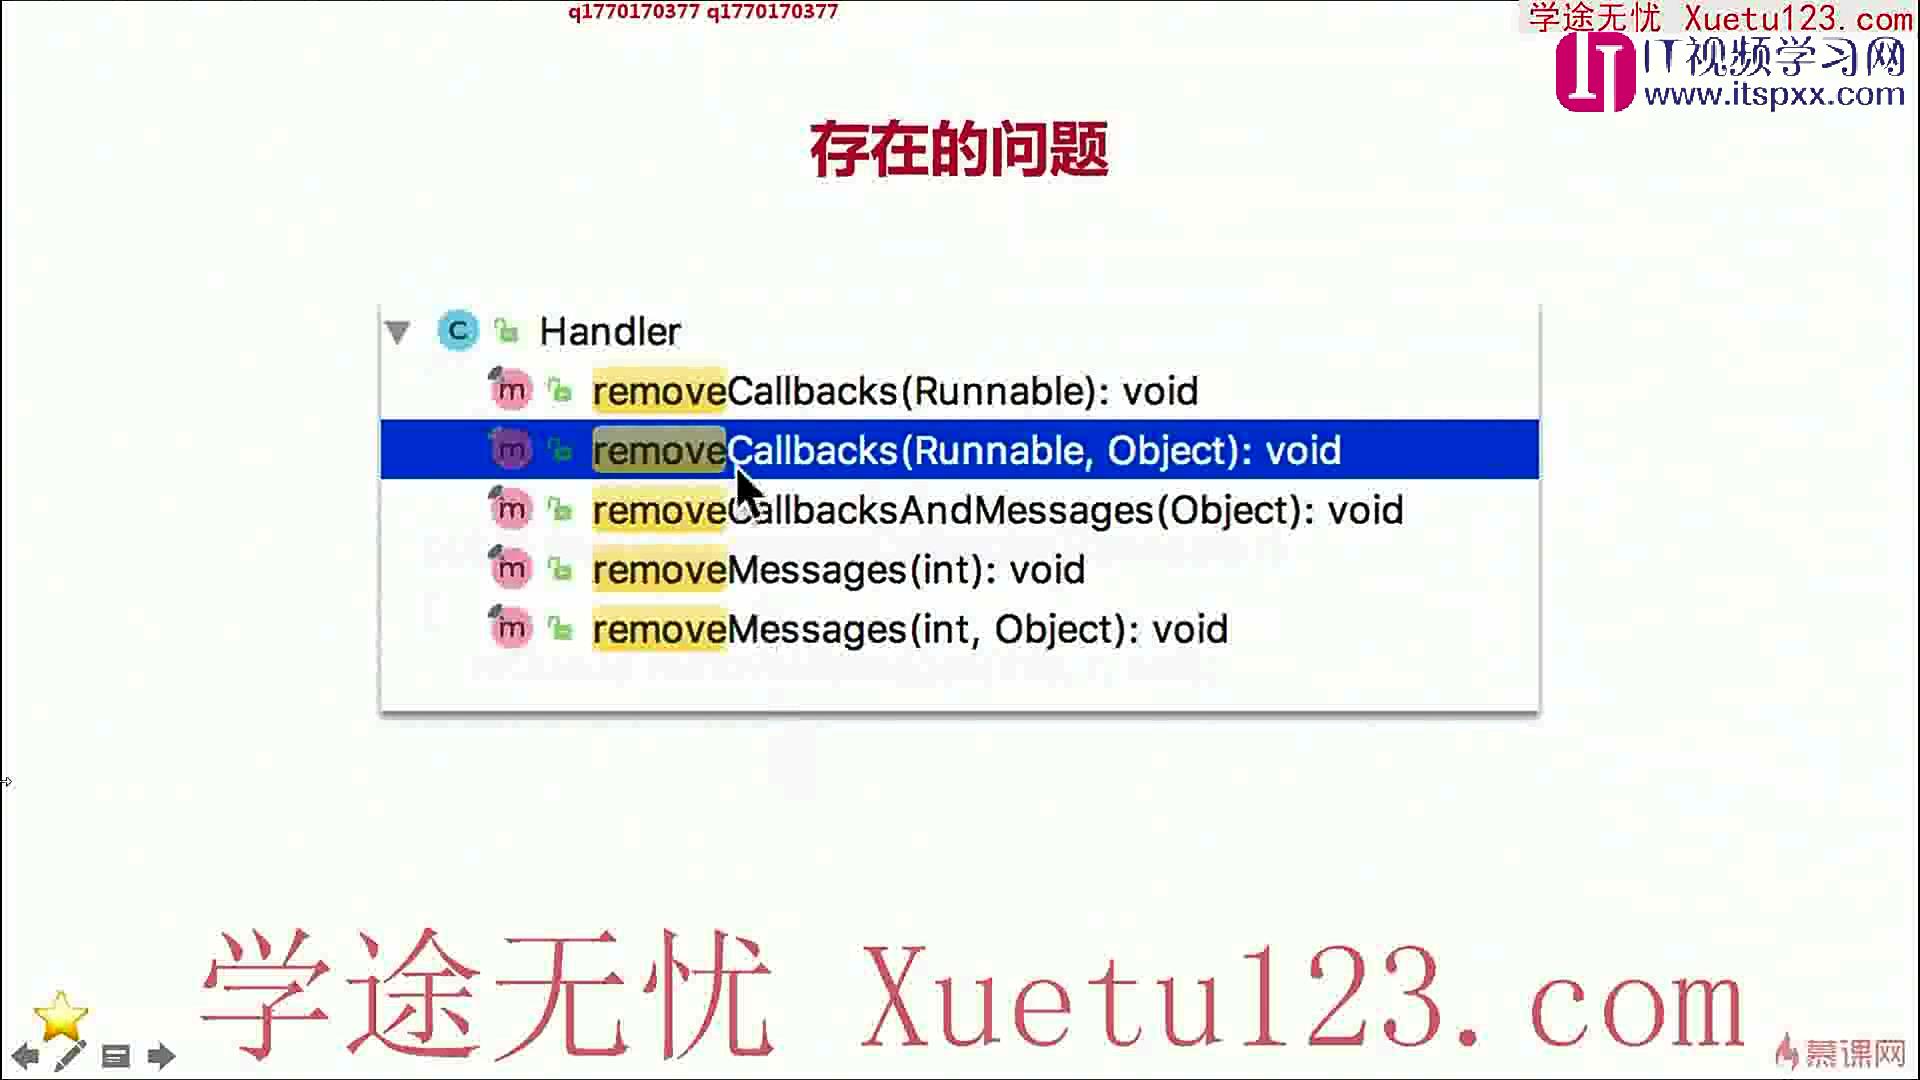 q1770170377 q1770170377
学途无忧 Xuetu123.com
IT视频学习网
www.itspxx.com
存在的问题
Handler
removeCallbacks(Runnable): void
removeCallbacks(Runnable, Object): void
removeCallbacksAndMessages(Object): void
removeMessages(int): void
removeMessages(int, Object): void
学途无忧 Xuetu123.com
慕课网